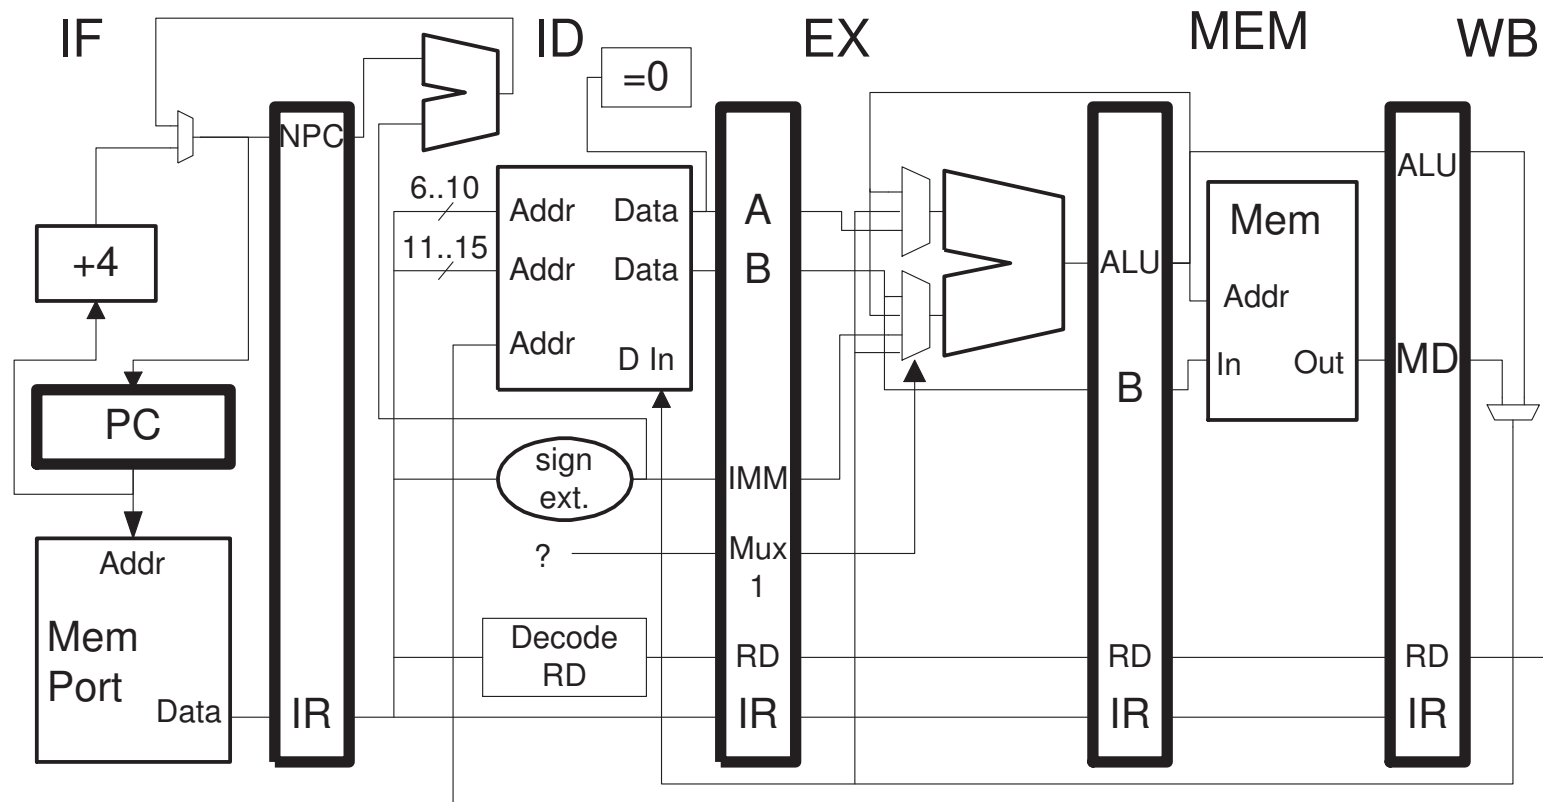 IF
ID
EX
MEM
WB
=0
NPC
+4
PC
Addr
Mem
Port
Data
IR
6..10
11..15
Addr
Data
Addr
Data
Addr
D In
sign
ext.
?
Decode
RD
A
B
IMM
Mux
1
RD
IR
ALU
B
RD
IR
Mem
Addr
In
Out
ALU
MD
RD
IR